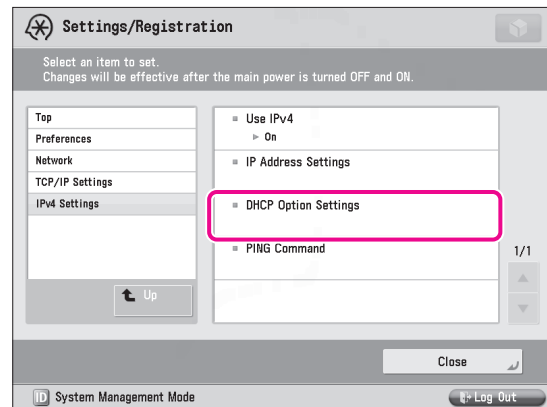 Settings/Registration
Select an item to set.
Changes will be effective after the main power is turned OFF and ON.
Top
Preferences
Network
TCP/IP Settings
IPv4 Settings
Up
Use IPv4
On
IP Address Settings
DHCP Option Settings
PING Command
1/1
Close
ID System Management Mode
Log Out